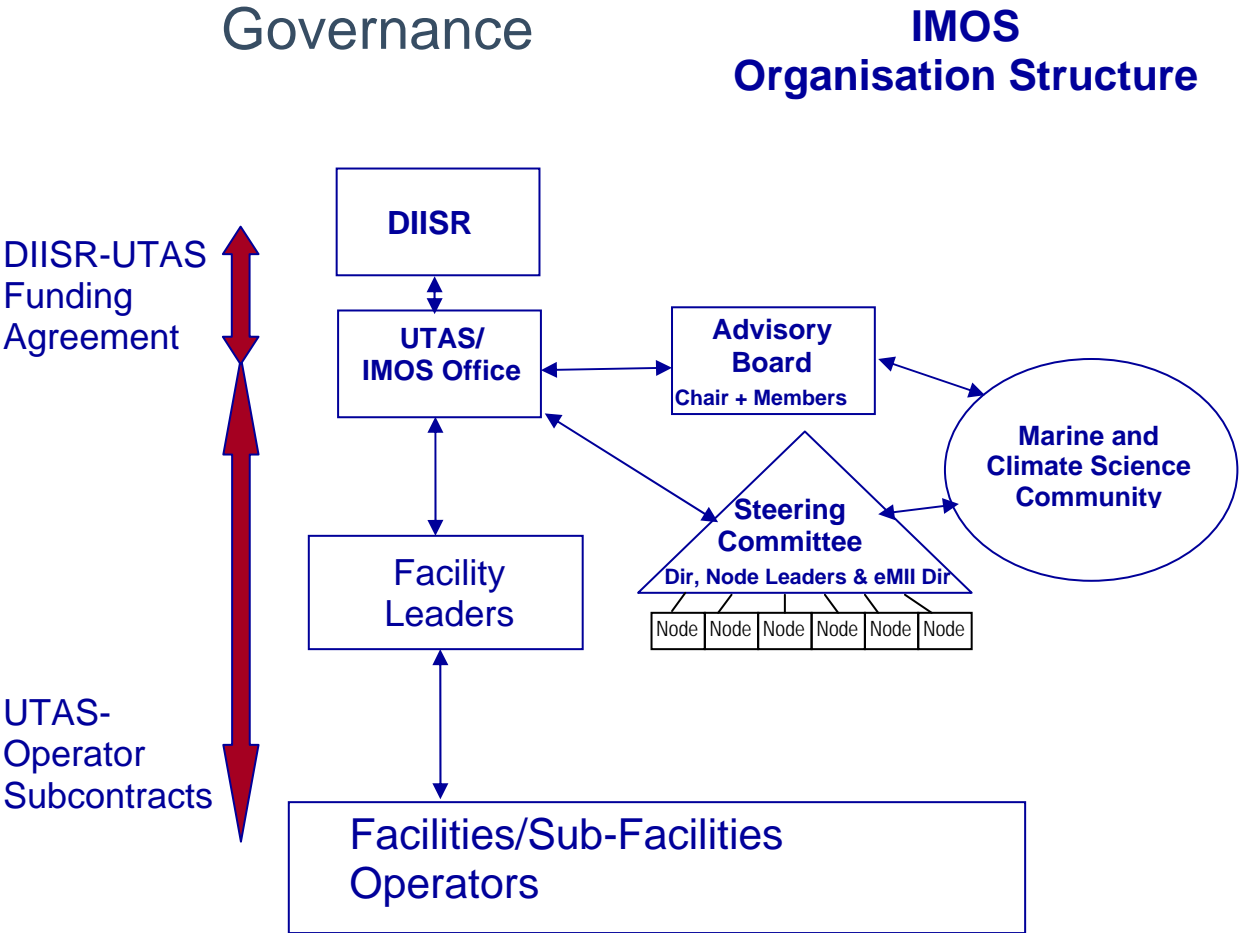 Governance
IMOS
Organisation Structure
DIISR
DIISR-UTAS
Funding
Agreement
UTAS/
IMOS Office
Advisory
Board
Chair + Members
Marine and
Climate Science
Community
Steering
Committee
Dir, Node Leaders & eMII Dir
Node Node Node Node Node Node
Facility
Leaders
UTAS-
Operator
Subcontracts
Facilities/Sub-Facilities
Operators